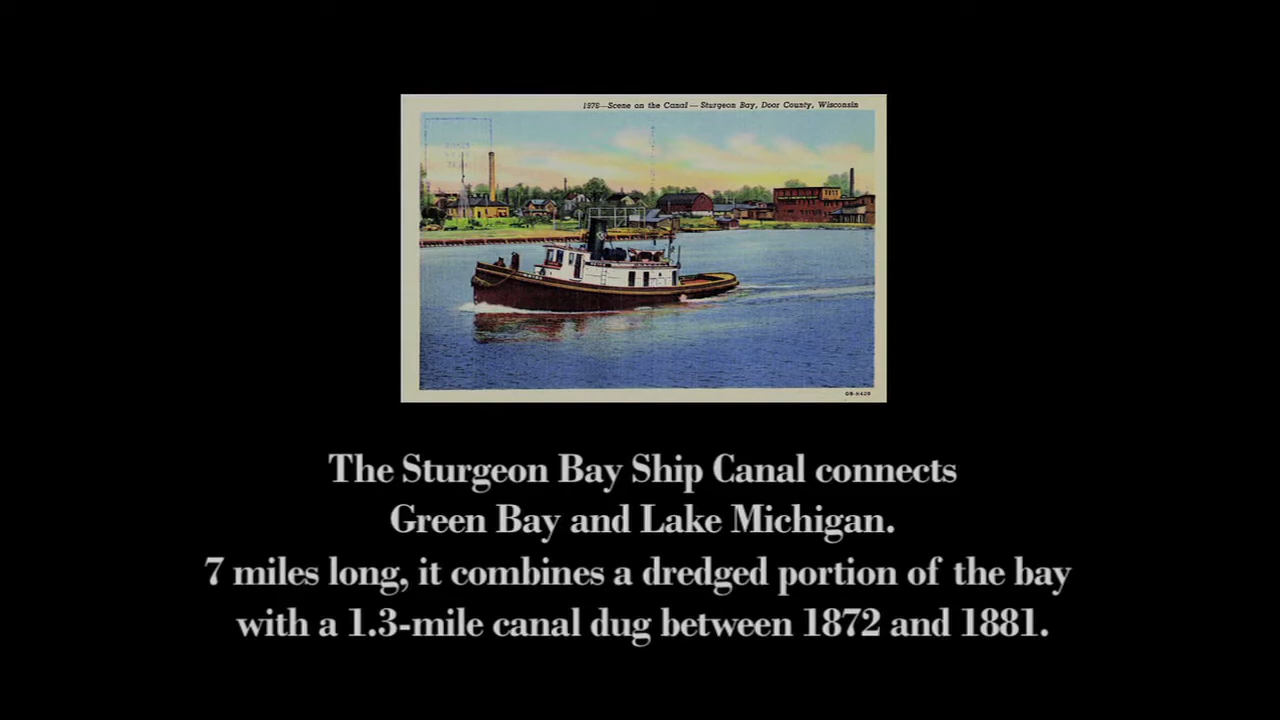 1976—Scene on the Canal — Sturgeon Bay, Door County, Wisconsin
The Sturgeon Bay Ship Canal connects
Green Bay and Lake Michigan.
7 miles long, it combines a dredged portion of the bay
with a 1.3-mile canal dug between 1872 and 1881.